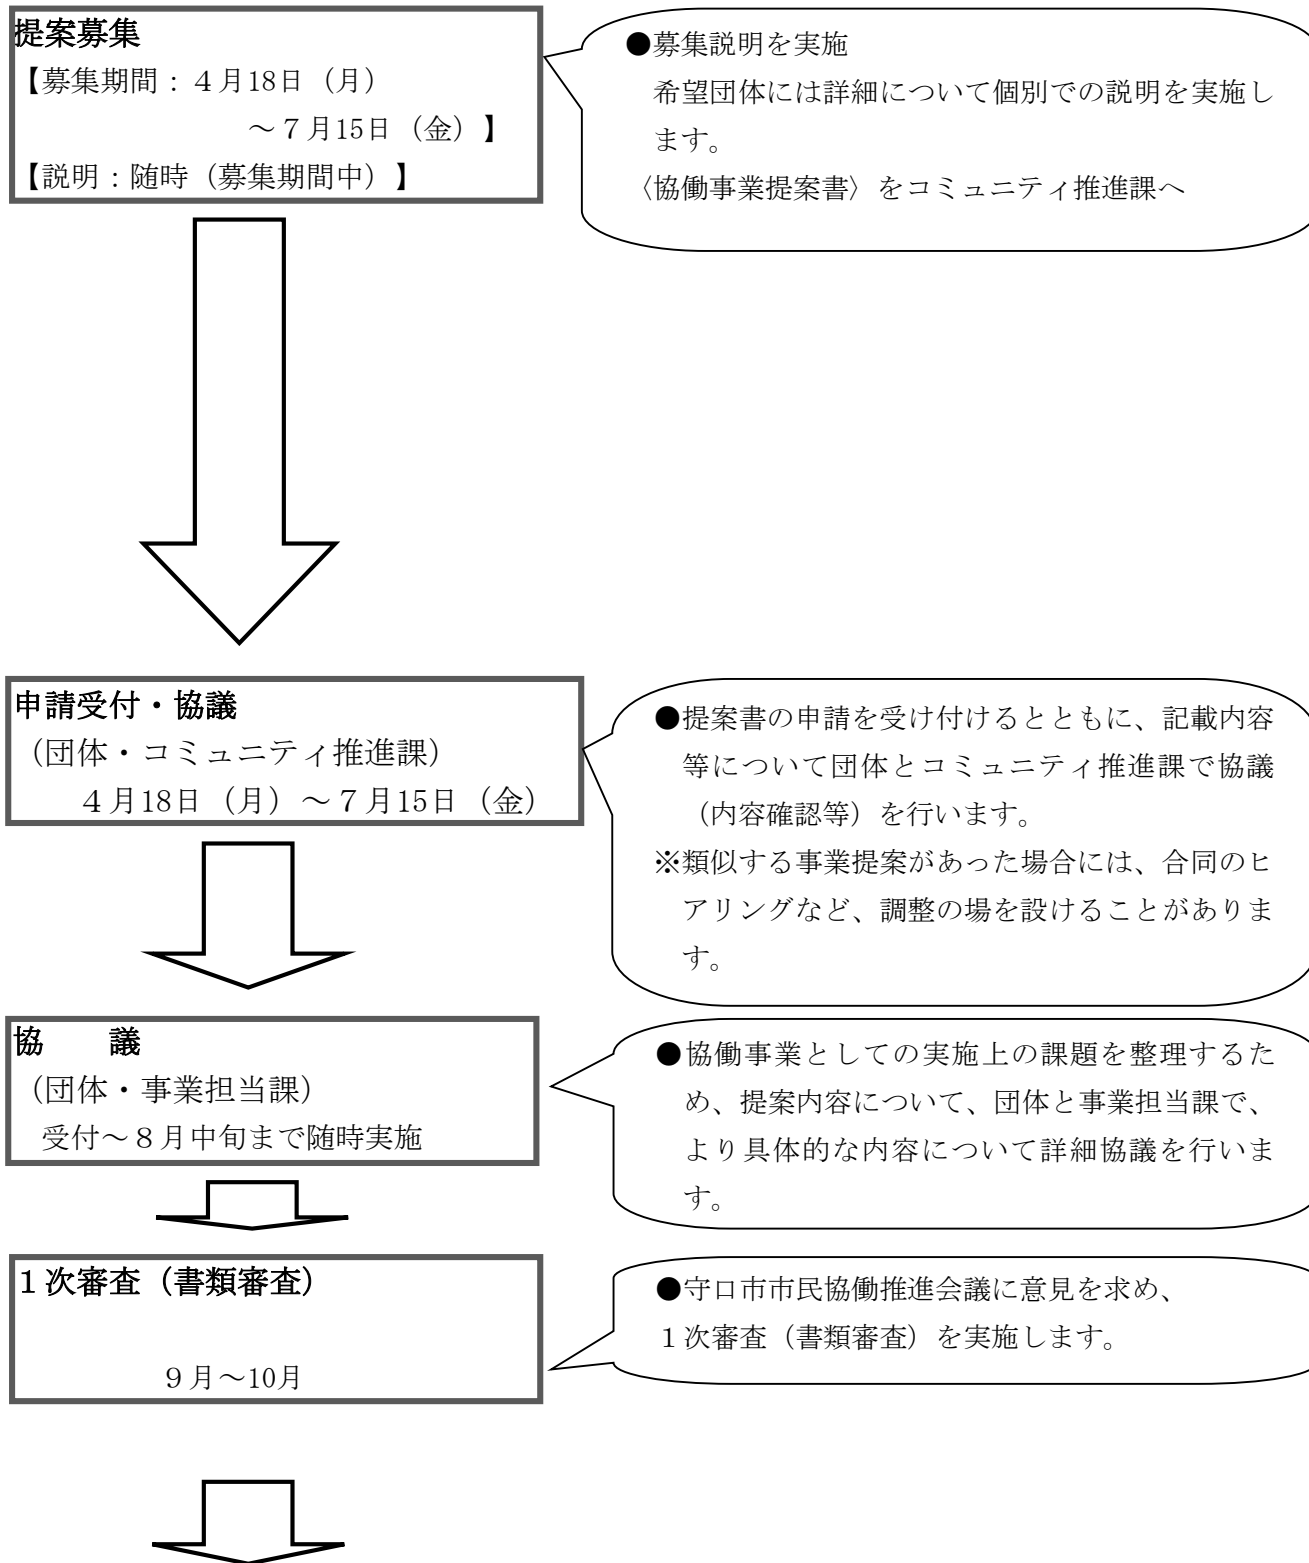 提案募集
【募集期間：４月18日（月）
～７月15日（金）】
【説明：随時（募集期間中）】
●募集説明を実施
希望団体には詳細について個別での説明を実施し
ます。
〈協働事業提案書〉をコミュニティ推進課へ
申請受付・協議
（団体・コミュニティ推進課）
４月18日（月）～７月15日（金）
●提案書の申請を受け付けるとともに、記載内容
等について団体とコミュニティ推進課で協議
（内容確認等）を行います。
※類似する事業提案があった場合には、合同のヒ
アリングなど、調整の場を設けることがありま
す。
協　　議
（団体・事業担当課）
受付～８月中旬まで随時実施
●協働事業としての実施上の課題を整理するた
め、提案内容について、団体と事業担当課で、
より具体的な内容について詳細協議を行いま
す。
１次審査（書類審査）
９月～10月
●守口市市民協働推進会議に意見を求め、
１次審査（書類審査）を実施します。